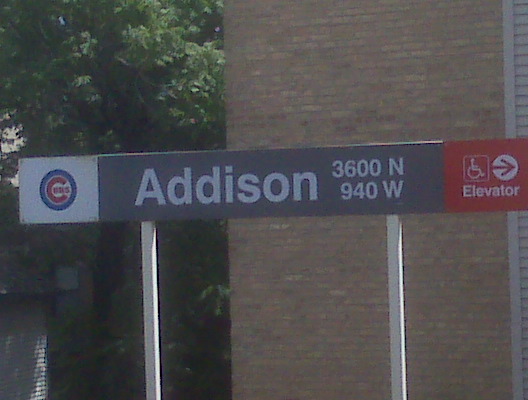 CUBS
Addison
3600 N
940 W
Elevator